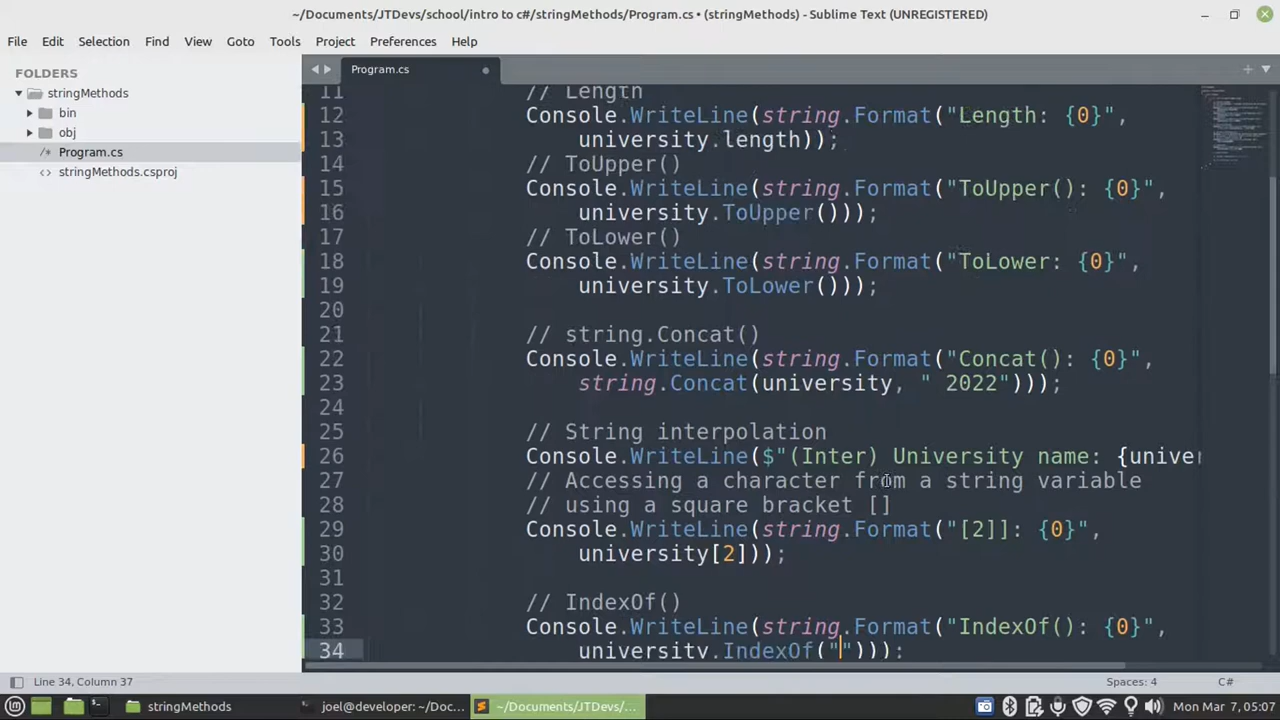 ~/Documents/JTDevs/school/intro to c#/stringMethods/Program.cs • (stringMethods) - Sublime Text (UNREGISTERED)
File Edit Selection View Goto Tools Project Preferences Help
FOLDERS
stringMethods
bin
obj
/* Program.cs
<> stringMethods.csproj
Program.cs
11 // Length
12 Console.WriteLine(string.Format("Length: {0}",
13 university.length));
14 // ToUpper()
15 Console.WriteLine(string.Format("ToUpper(): {0}",
16 university.ToUpper()));
17 // ToLower()
18 Console.WriteLine(string.Format("ToLower: {0}",
19 university.ToLower()));
20
21 // string.Concat()
22 Console.WriteLine(string.Format("Concat(): {0}",
23 string.Concat(university, " 2022")));
24
25 // String interpolation
26 Console.WriteLine($"(Inter) University name: {univer
27 // Accessing a character from a string variable
28 // using a square bracket []
29 Console.WriteLine(string.Format("[2]]: {0}",
30 university[2]));
31
32 // IndexOf()
33 Console.WriteLine(string.Format("IndexOf(): {0}",
34 university.IndexOf("")));
Line 34, Column 37 Spaces: 4 C#
stringMethods joel@developer: ~/Doc... ~/Documents/JTDevs/... Mon Mar 7, 05:07